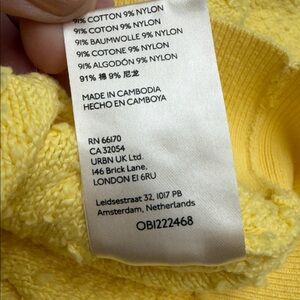 91% COTTON 9% NYLON
91% COTON 9% NYLON
91% BAUMWOLLE 9% NYLON
91% COTONE 9% NYLON
91% ALGODÓN 9% NYLON
91% 棉 9% 尼龙
MADE IN CAMBODIA
HECHO EN CAMBOYA
RN 66170
CA 32054
URBN UK Ltd.
146 Brick Lane,
LONDON E1 6RU
Leidsestraat 32, 1017 PB
Amsterdam, Netherlands
OB1222468